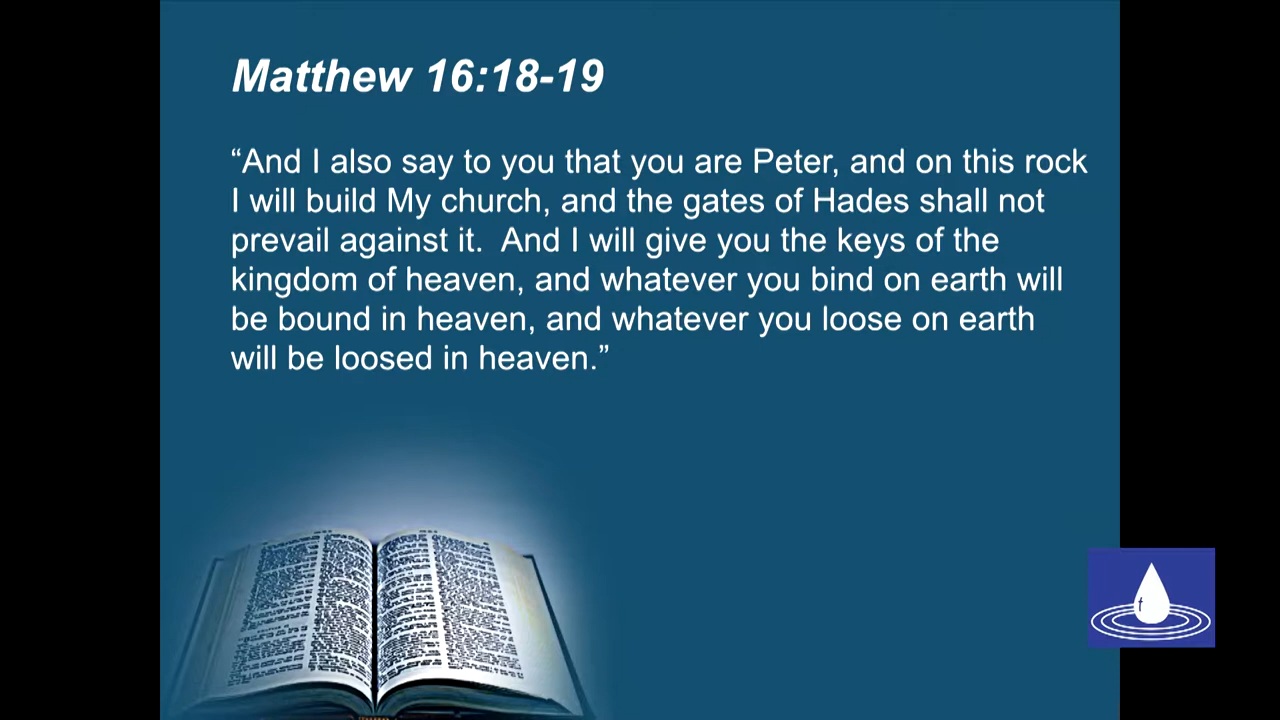 Matthew 16:18-19
“And I also say to you that you are Peter, and on this rock
I will build My church, and the gates of Hades shall not
prevail against it.  And I will give you the keys of the
kingdom of heaven, and whatever you bind on earth will
be bound in heaven, and whatever you loose on earth
will be loosed in heaven.”
t